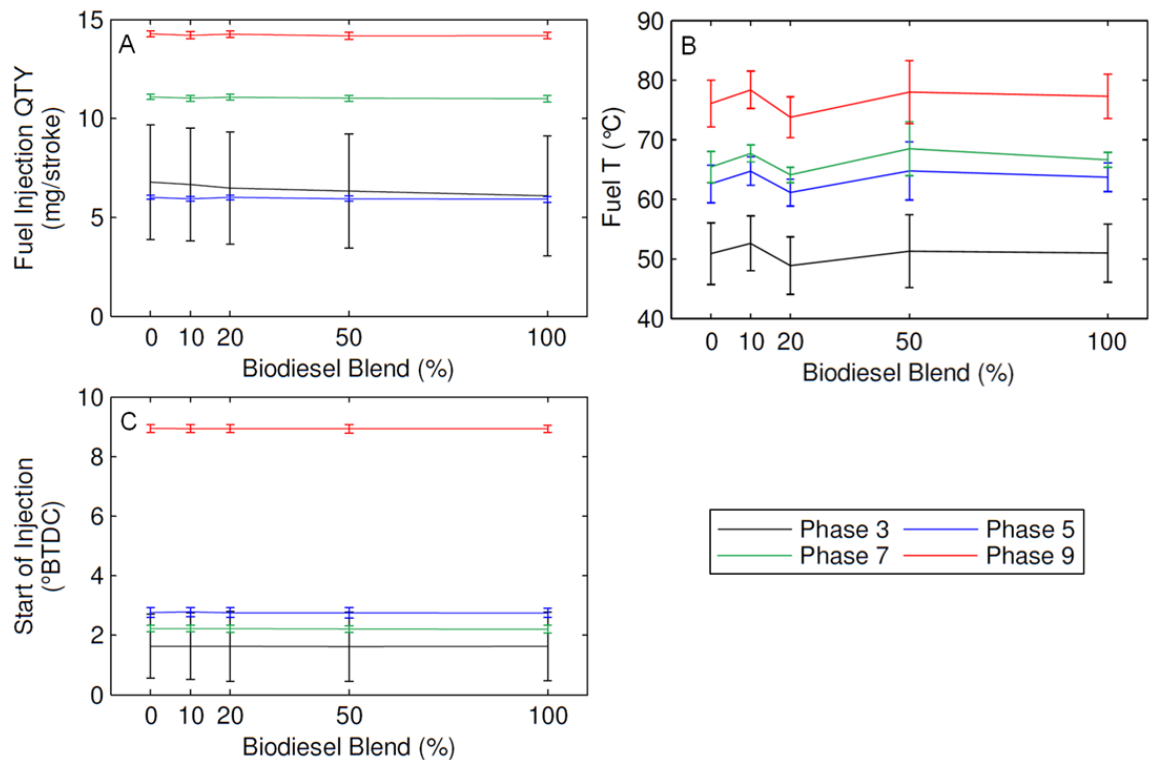 A
Fuel Injection QTY
(mg/stroke)
15
10
5
0
0 10 20 50 100
Biodiesel Blend (%)
B
Fuel T (°C)
90
80
70
60
50
40
0 10 20 50 100
Biodiesel Blend (%)
C
Start of Injection
(°BTDC)
10
8
6
4
2
0
0 10 20 50 100
Biodiesel Blend (%)
Phase 3 Phase 5
Phase 7 Phase 9